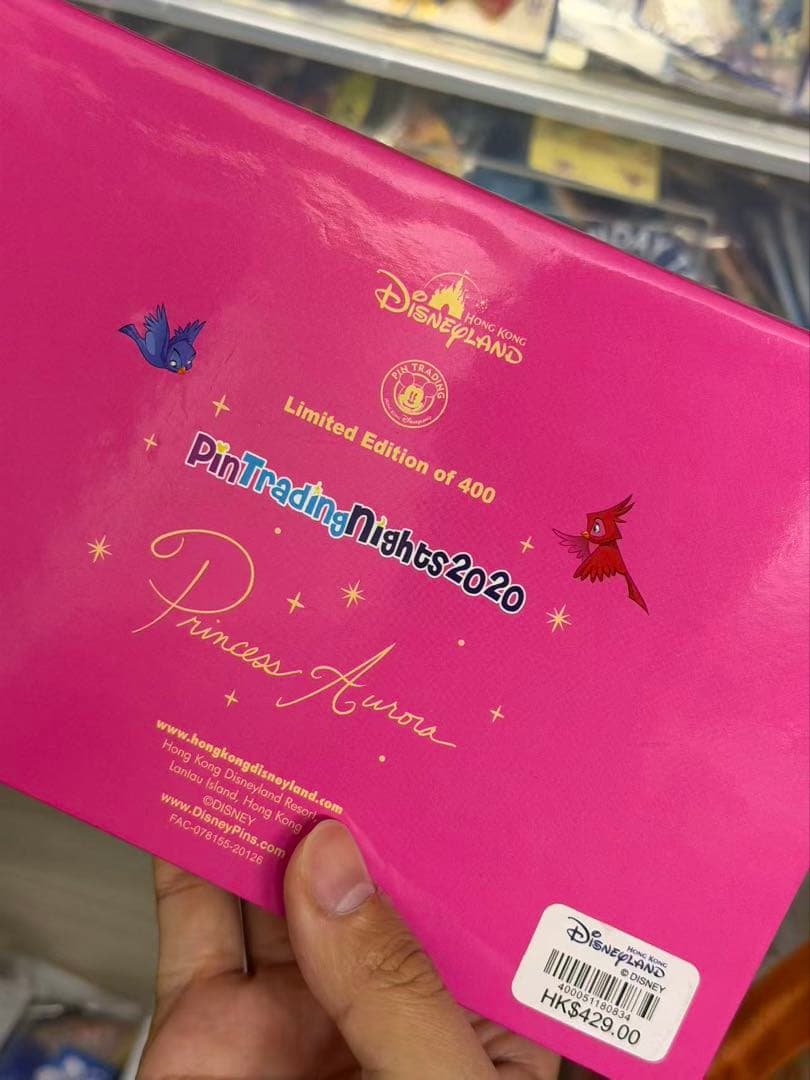 HONG KONG
DISNEYLAND
PIN TRADING
Limited Edition of 400
PinTradingNights2020
Princess Aurora
www.hongkongdisneyland.com
Hong Kong Disneyland Resort
Lantau Island, Hong Kong
©DISNEY
www.DisneyPins.com
FAC-078155-20126
HONG KONG
DISNEYLAND
© DISNEY
400051180834
HK$429.00